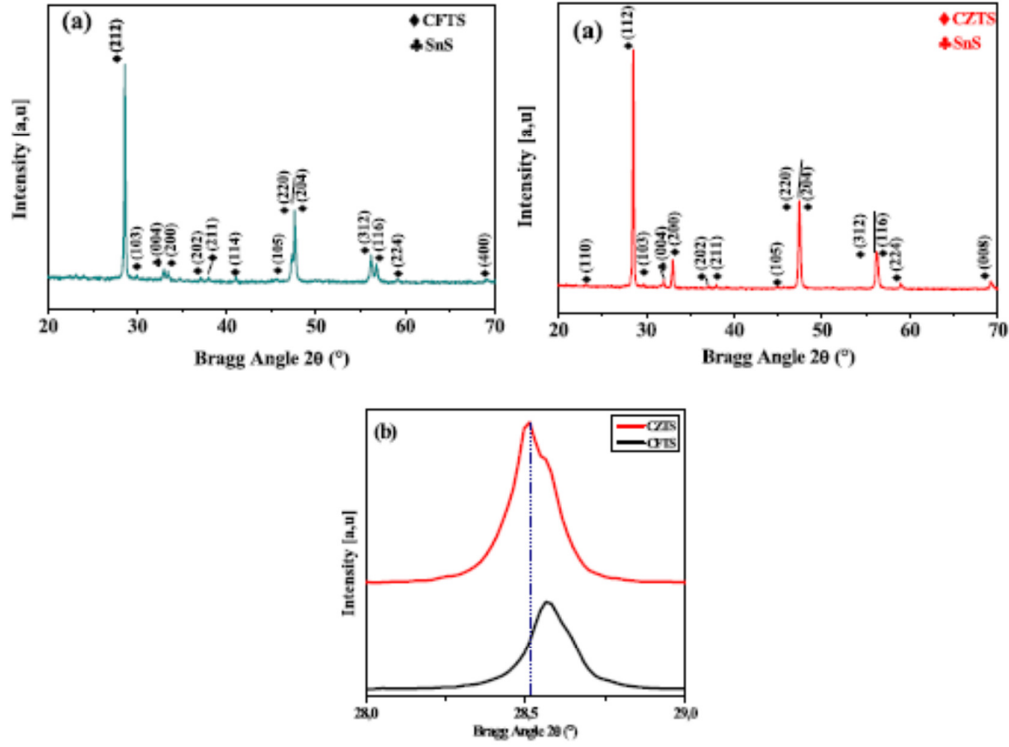 (a)
♦ CFTS
♣ SnS
♦ (212)
♦ (103)
♣ (004)
♦ (200)
♦ (202)
♦ (211)
♦ (114)
♦ (105)
♦ (220)
♦ (204)
♦ (312)
♦ (116)
♦ (224)
♦ (400)
Intensity [a,u]
20 30 40 50 60 70
Bragg Angle 2θ (°)
(a)
♦ CZTS
♣ SnS
♦ (112)
♦ (110)
♦ (103)
♣ (004)
♦ (200)
♦ (202)
♦ (211)
♦ (105)
♦ (220)
♦ (204)
♦ (312)
♦ (116)
♦ (224)
♦ (008)
Intensity [a,u]
20 30 40 50 60 70
Bragg Angle 2θ (°)
(b)
CZTS
CFTS
Intensity [a,u]
28,0 28,5 29,0
Bragg Angle 2θ (°)